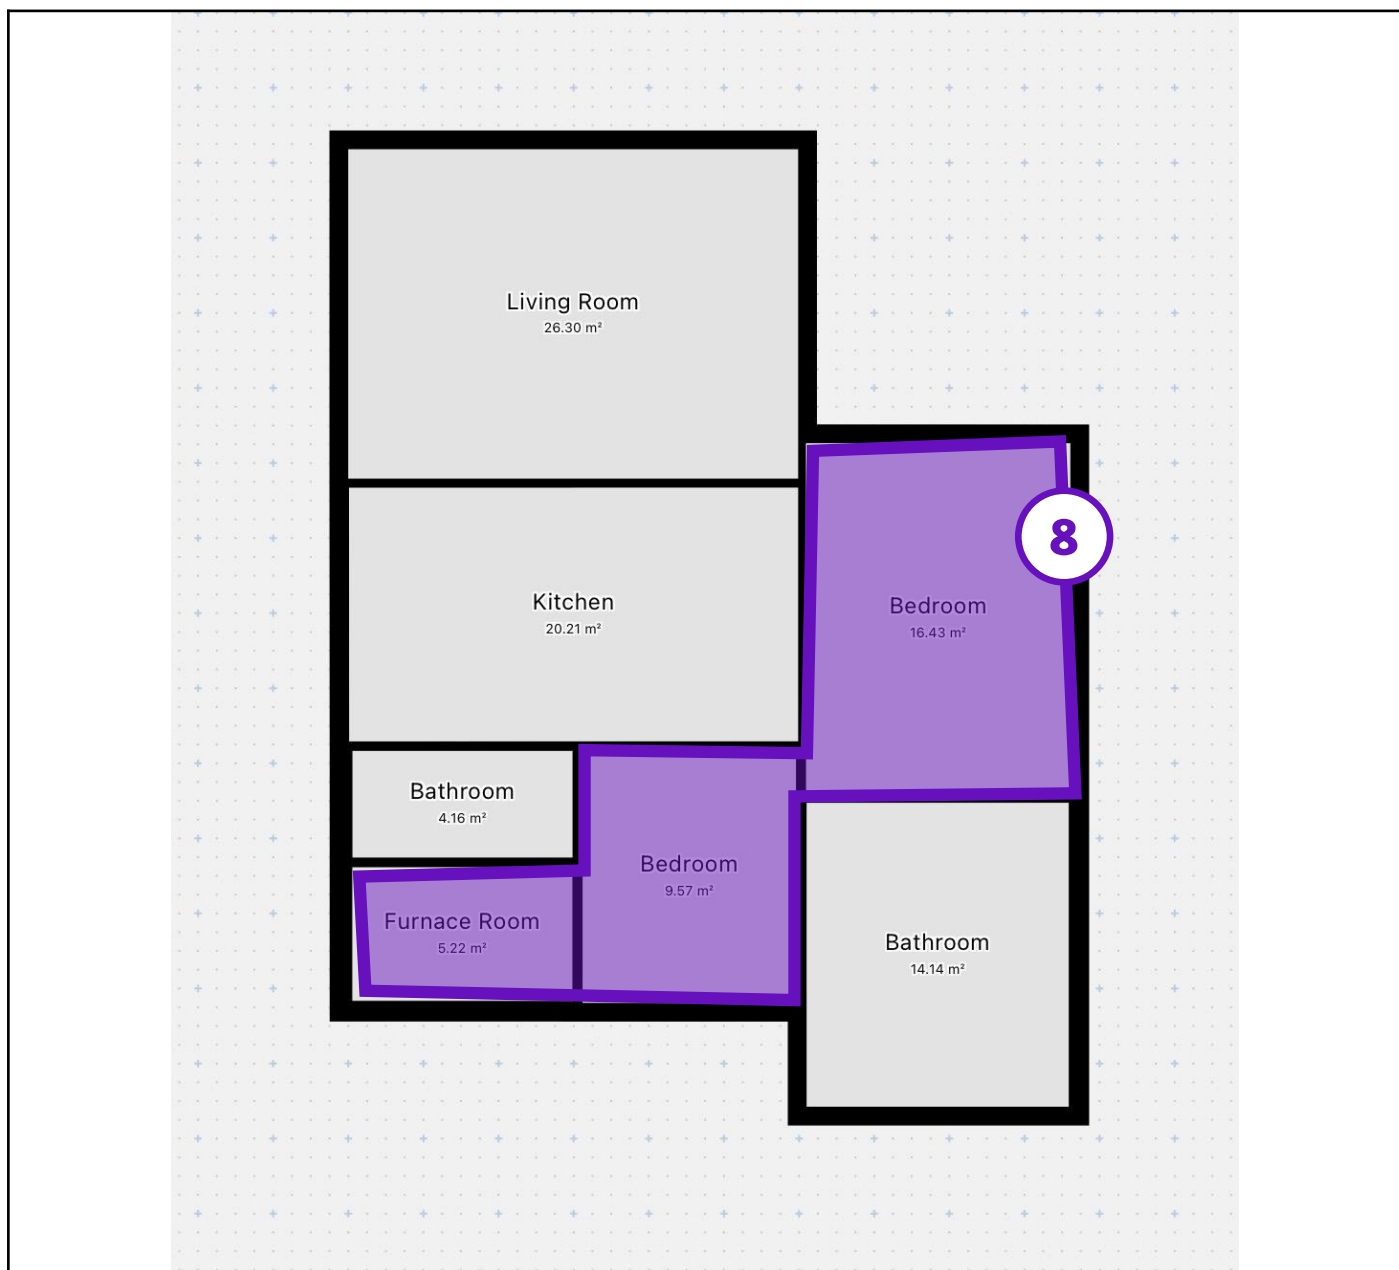 Living Room
26.30 m²
8
Kitchen
20.21 m²
Bedroom
16.43 m²
Bathroom
4.16 m²
Bedroom
9.57 m²
Furnace Room
5.22 m²
Bathroom
14.14 m²